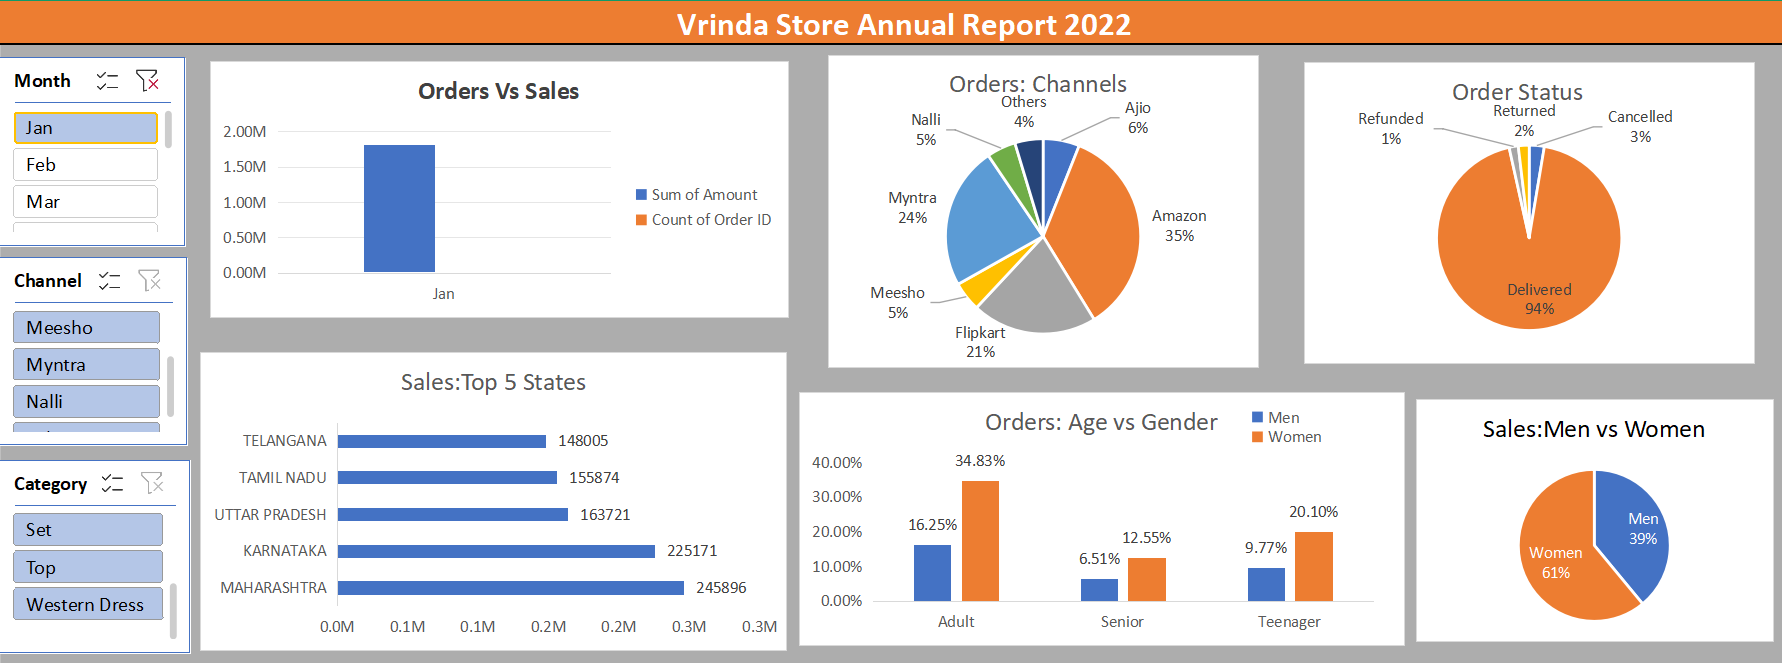 Vrinda Store Annual Report 2022
Month
Jan
Feb
Mar
Channel
Meesho
Myntra
Nalli
Category
Set
Top
Western Dress
Orders Vs Sales
2.00M
1.50M
1.00M
0.50M
0.00M
Jan
Sum of Amount
Count of Order ID
Orders: Channels
Others
4%
Ajio
6%
Nalli
5%
Myntra
24%
Amazon
35%
Meesho
5%
Flipkart
21%
Order Status
Refunded
1%
Returned
2%
Cancelled
3%
Delivered
94%
Sales:Top 5 States
TELANGANA 148005
TAMIL NADU 155874
UTTAR PRADESH 163721
KARNATAKA 225171
MAHARASHTRA 245896
0.0M 0.1M 0.1M 0.2M 0.2M 0.3M 0.3M
Orders: Age vs Gender
Men
Women
40.00%
30.00%
20.00%
10.00%
0.00%
16.25% 34.83%
6.51% 12.55%
9.77% 20.10%
Adult Senior Teenager
Sales:Men vs Women
Men
39%
Women
61%